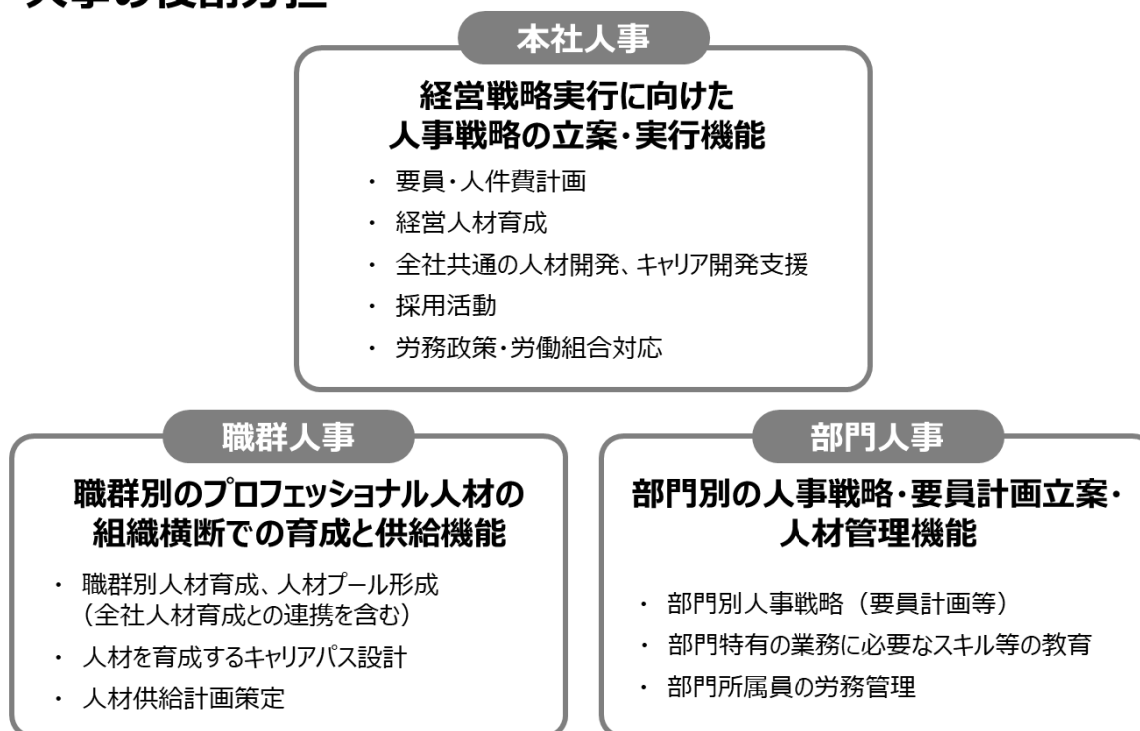 人事の役割分担
本社人事
経営戦略実行に向けた
人事戦略の立案・実行機能
・ 要員・人件費計画
・ 経営人材育成
・ 全社共通の人材開発、キャリア開発支援
・ 採用活動
・ 労務政策・労働組合対応
職群人事
職群別のプロフェッショナル人材の
組織横断での育成と供給機能
・ 職群別人材育成、人材プール形成
（全社人材育成との連携を含む）
・ 人材を育成するキャリアパス設計
・ 人材供給計画策定
部門人事
部門別の人事戦略・要員計画立案・
人材管理機能
・ 部門別人事戦略（要員計画等）
・ 部門特有の業務に必要なスキル等の教育
・ 部門所属員の労務管理